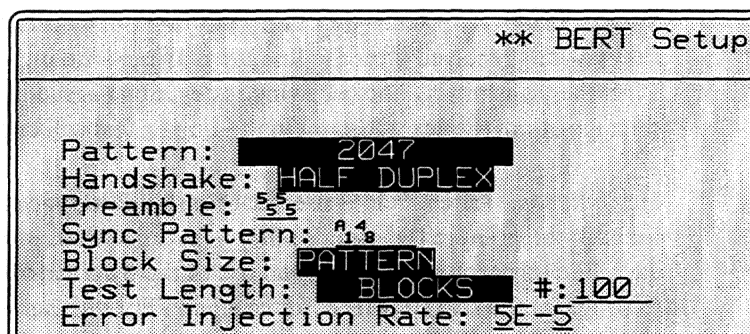 ** BERT Setup
Pattern: 2047
Handshake: HALF DUPLEX
Preamble: 5555
Sync Pattern: A148
Block Size: PATTERN
Test Length: BLOCKS #:100
Error Injection Rate: 5E-5